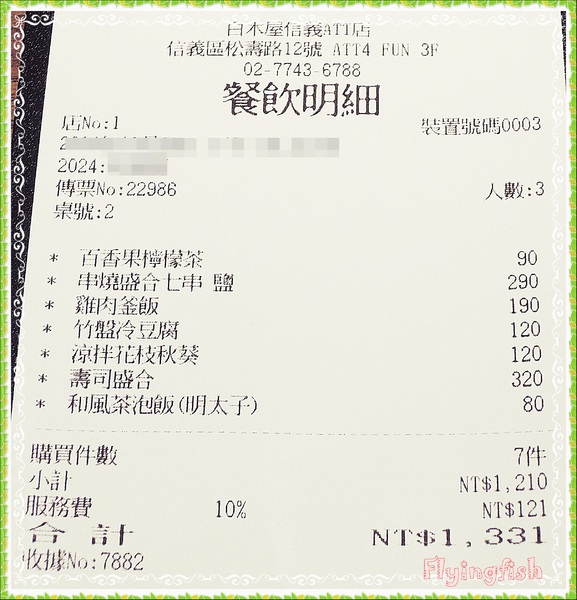 白木屋信義ATT店
信義區松壽路12號 ATT4 FUN 3F
02-7743-6788
餐飲明細
店No:1 裝置號碼0003
2024:
傳票No:22986 人數:3
桌號:2
* 百香果檸檬茶 90
* 串燒盛合七串 鹽 290
* 雞肉釜飯 190
* 竹盤冷豆腐 120
* 涼拌花枝秋葵 120
* 壽司盛合 320
* 和風茶泡飯(明太子) 80
購買件數 7件
小計 NT$1,210
服務費 10% NT$121
合 計 NT$1,331
收據No:7882
Flyingfish